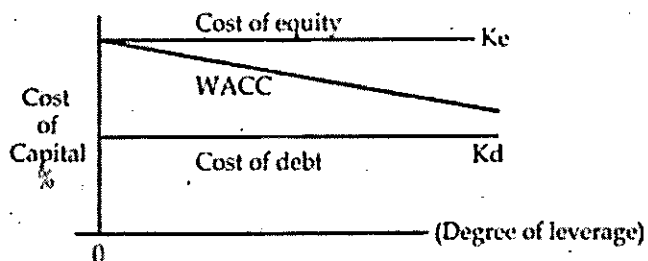 Cost of equity
Ke
WACC
Cost
of
Capital
%
Cost of debt
Kd
(Degree of leverage)
0